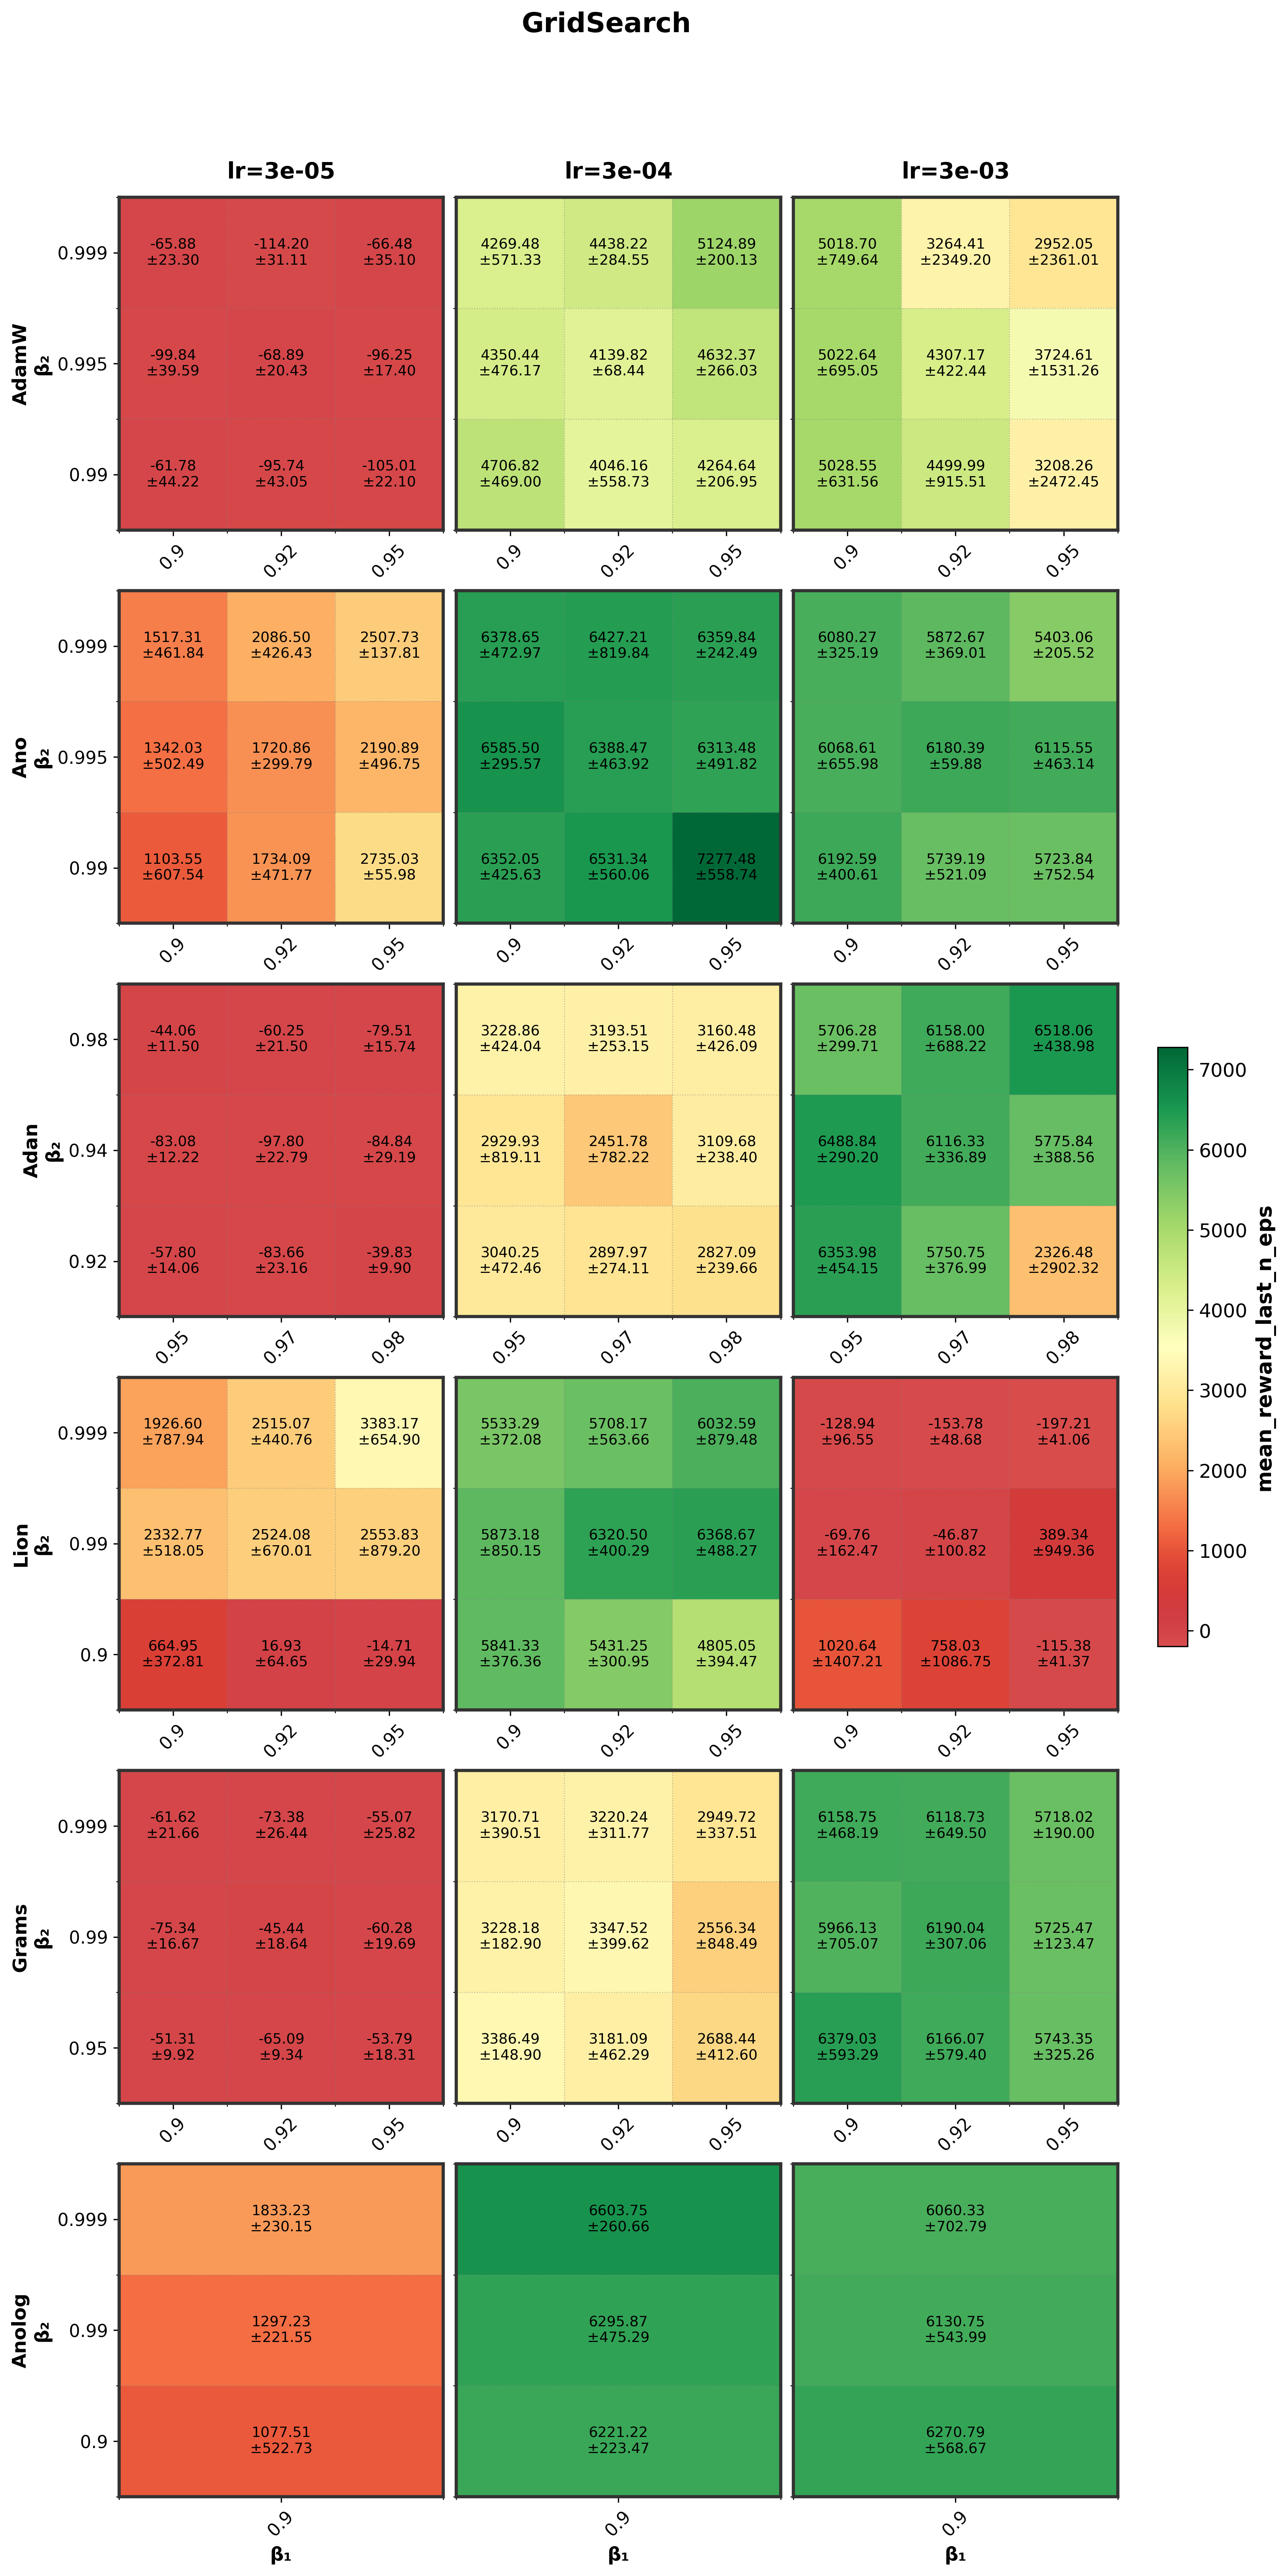 GridSearch
lr=3e-05 lr=3e-04 lr=3e-03
AdamW
β₂
0.999
-65.88 -114.20 -66.48 4269.48 4438.22 5124.89 5018.70 3264.41 2952.05
±23.30 ±31.11 ±35.10 ±571.33 ±284.55 ±200.13 ±749.64 ±2349.20 ±2361.01
0.995
-99.84 -68.89 -96.25 4350.44 4139.82 4632.37 5022.64 4307.17 3724.61
±39.59 ±20.43 ±17.40 ±476.17 ±68.44 ±266.03 ±695.05 ±422.44 ±1531.26
0.99
-61.78 -95.74 -105.01 4706.82 4046.16 4264.64 5028.55 4499.99 3208.26
±44.22 ±43.05 ±22.10 ±469.00 ±558.73 ±206.95 ±631.56 ±915.51 ±2472.45
0.9 0.92 0.95 0.9 0.92 0.95 0.9 0.92 0.95
Ano
β₂
0.999
1517.31 2086.50 2507.73 6378.65 6427.21 6359.84 6080.27 5872.67 5403.06
±461.84 ±426.43 ±137.81 ±472.97 ±819.84 ±242.49 ±325.19 ±369.01 ±205.52
0.995
1342.03 1720.86 2190.89 6585.50 6388.47 6313.48 6068.61 6180.39 6115.55
±502.49 ±299.79 ±496.75 ±295.57 ±463.92 ±491.82 ±655.98 ±59.88 ±463.14
0.99
1103.55 1734.09 2735.03 6352.05 6531.34 7277.48 6192.59 5739.19 5723.84
±607.54 ±471.77 ±55.98 ±425.63 ±560.06 ±558.74 ±400.61 ±521.09 ±752.54
0.9 0.92 0.95 0.9 0.92 0.95 0.9 0.92 0.95
Adan
β₂
0.98
-44.06 -60.25 -79.51 3228.86 3193.51 3160.48 5706.28 6158.00 6518.06
±11.50 ±21.50 ±15.74 ±424.04 ±253.15 ±426.09 ±299.71 ±688.22 ±438.98
0.94
-83.08 -97.80 -84.84 2929.93 2451.78 3109.68 6488.84 6116.33 5775.84
±12.22 ±22.79 ±29.19 ±819.11 ±782.22 ±238.40 ±290.20 ±336.89 ±388.56
0.92
-57.80 -83.66 -39.83 3040.25 2897.97 2827.09 6353.98 5750.75 2326.48
±14.06 ±23.16 ±9.90 ±472.46 ±274.11 ±239.66 ±454.15 ±376.99 ±2902.32
0.95 0.97 0.98 0.95 0.97 0.98 0.95 0.97 0.98
Lion
β₂
0.999
1926.60 2515.07 3383.17 5533.29 5708.17 6032.59 -128.94 -153.78 -197.21
±787.94 ±440.76 ±654.90 ±372.08 ±563.66 ±879.48 ±96.55 ±48.68 ±41.06
0.99
2332.77 2524.08 2553.83 5873.18 6320.50 6368.67 -69.76 -46.87 389.34
±518.05 ±670.01 ±879.20 ±850.15 ±400.29 ±488.27 ±162.47 ±100.82 ±949.36
0.9
664.95 16.93 -14.71 5841.33 5431.25 4805.05 1020.64 758.03 -115.38
±372.81 ±64.65 ±29.94 ±376.36 ±300.95 ±394.47 ±1407.21 ±1086.75 ±41.37
0.9 0.92 0.95 0.9 0.92 0.95 0.9 0.92 0.95
Grams
β₂
0.999
-61.62 -73.38 -55.07 3170.71 3220.24 2949.72 6158.75 6118.73 5718.02
±21.66 ±26.44 ±25.82 ±390.51 ±311.77 ±337.51 ±468.19 ±649.50 ±190.00
0.99
-75.34 -45.44 -60.28 3228.18 3347.52 2556.34 5966.13 6190.04 5725.47
±16.67 ±18.64 ±19.69 ±182.90 ±399.62 ±848.49 ±705.07 ±307.06 ±123.47
0.95
-51.31 -65.09 -53.79 3386.49 3181.09 2688.44 6379.03 6166.07 5743.35
±9.92 ±9.34 ±18.31 ±148.90 ±462.29 ±412.60 ±593.29 ±579.40 ±325.26
0.9 0.92 0.95 0.9 0.92 0.95 0.9 0.92 0.95
Anolog
β₂
0.999
1833.23 6603.75 6060.33
±230.15 ±260.66 ±702.79
0.99
1297.23 6295.87 6130.75
±221.55 ±475.29 ±543.99
0.9
1077.51 6221.22 6270.79
±522.73 ±223.47 ±568.67
0.9 0.9 0.9
β₁ β₁ β₁
7000
6000
5000
4000
3000
2000
1000
0
mean_reward_last_n_eps